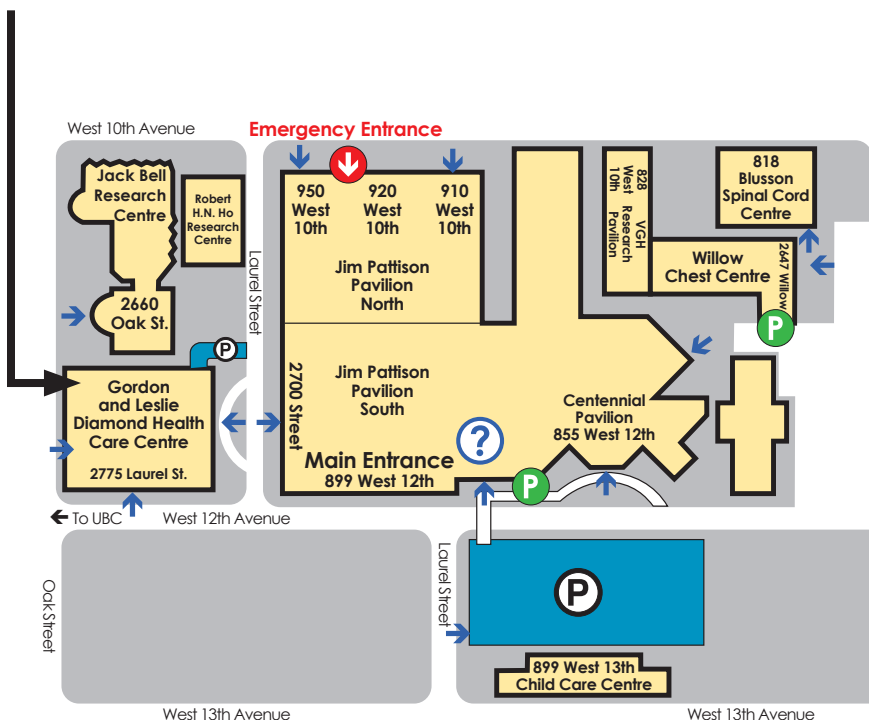 West 10th Avenue
Emergency Entrance
Jack Bell
Research
Centre
Robert
H.N. Ho
Research
Centre
Laurel Street
950
West
10th
920
West
10th
910
West
10th
828
West
10th
VGH
Research
Pavilion
818
Blusson
Spinal Cord
Centre
Jim Pattison
Pavilion
North
Willow
Chest Centre
2647 Willow
2660
Oak St.
P
P
Gordon
and Leslie
Diamond Health
Care Centre
2775 Laurel St.
2700 Street
Jim Pattison
Pavilion
South
Centennial
Pavilion
855 West 12th
?
Main Entrance
899 West 12th
P
To UBC
West 12th Avenue
Oak Street
Laurel Street
P
899 West 13th
Child Care Centre
West 13th Avenue
West 13th Avenue